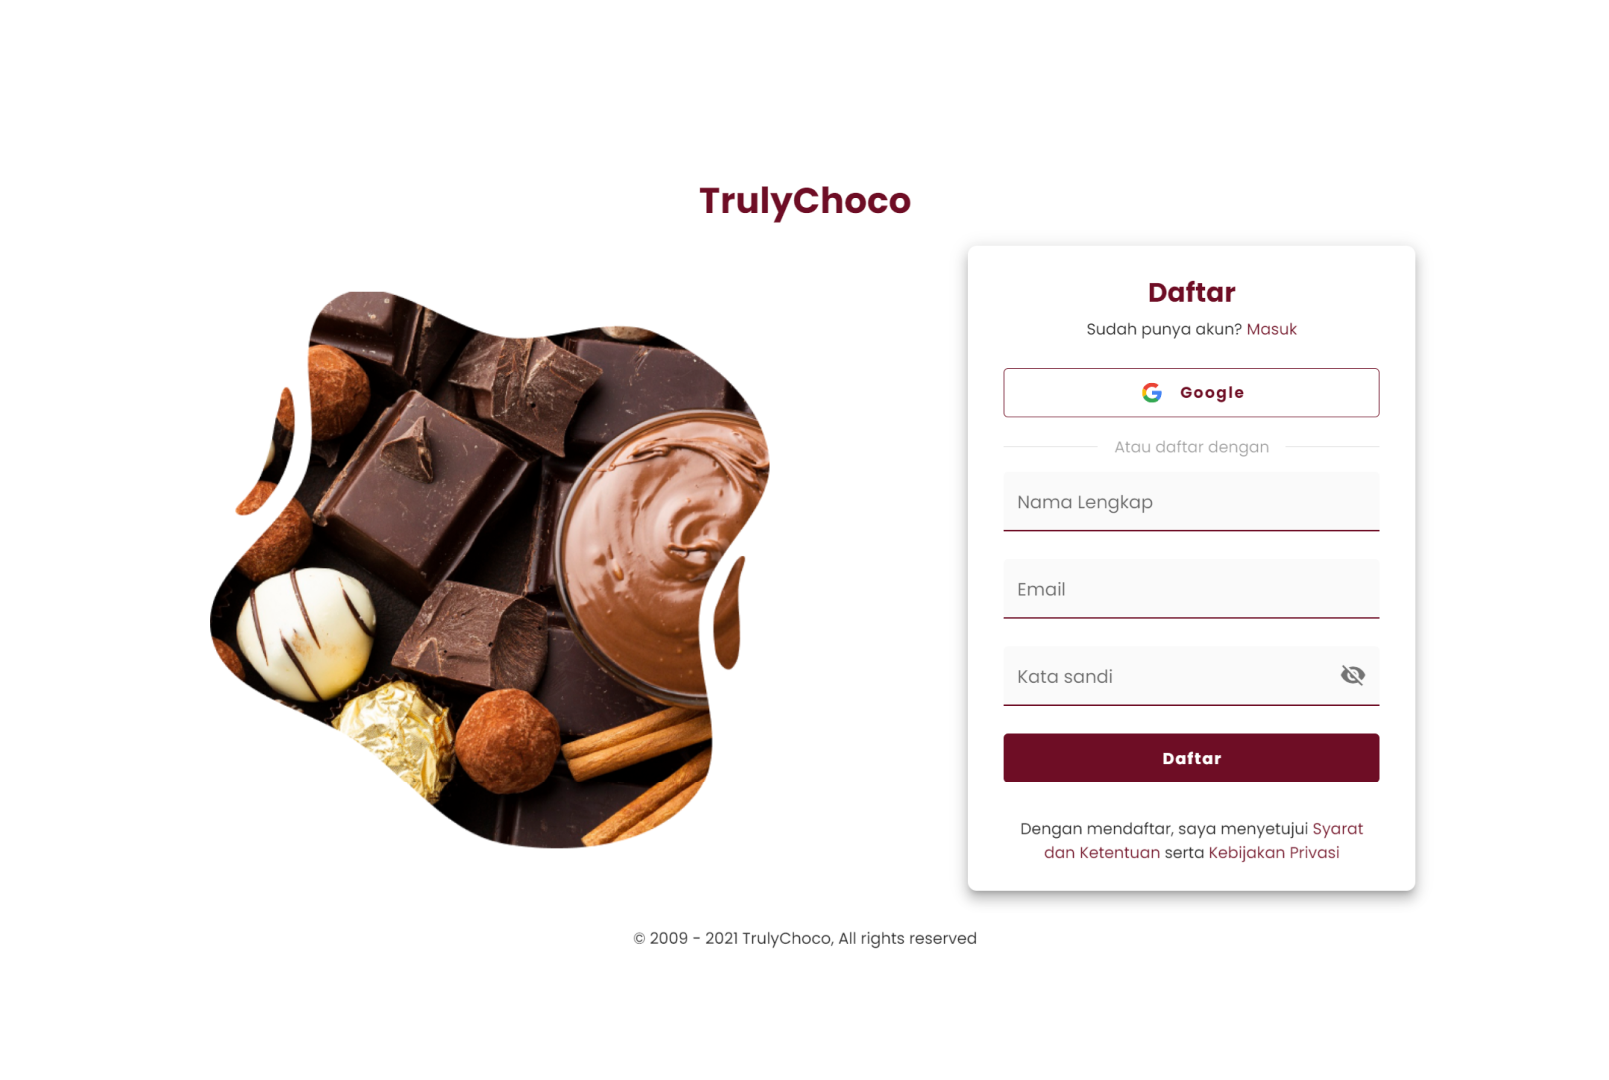 TrulyChoco
Daftar
Sudah punya akun? Masuk
Google
Atau daftar dengan
Nama Lengkap
Email
Kata sandi
Daftar
Dengan mendaftar, saya menyetujui Syarat
dan Ketentuan serta Kebijakan Privasi
© 2009 - 2021 TrulyChoco, All rights reserved